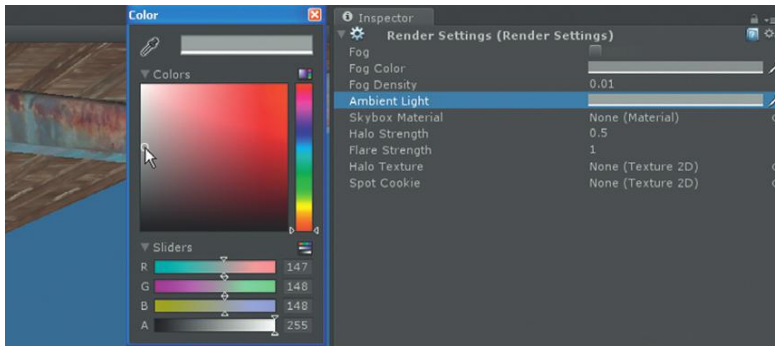 Color
Colors
Sliders
R 147
G 148
B 148
A 255
Inspector
Render Settings (Render Settings)
Fog
Fog Color
Fog Density 0.01
Ambient Light
Skybox Material None (Material)
Halo Strength 0.5
Flare Strength 1
Halo Texture None (Texture 2D)
Spot Cookie None (Texture 2D)